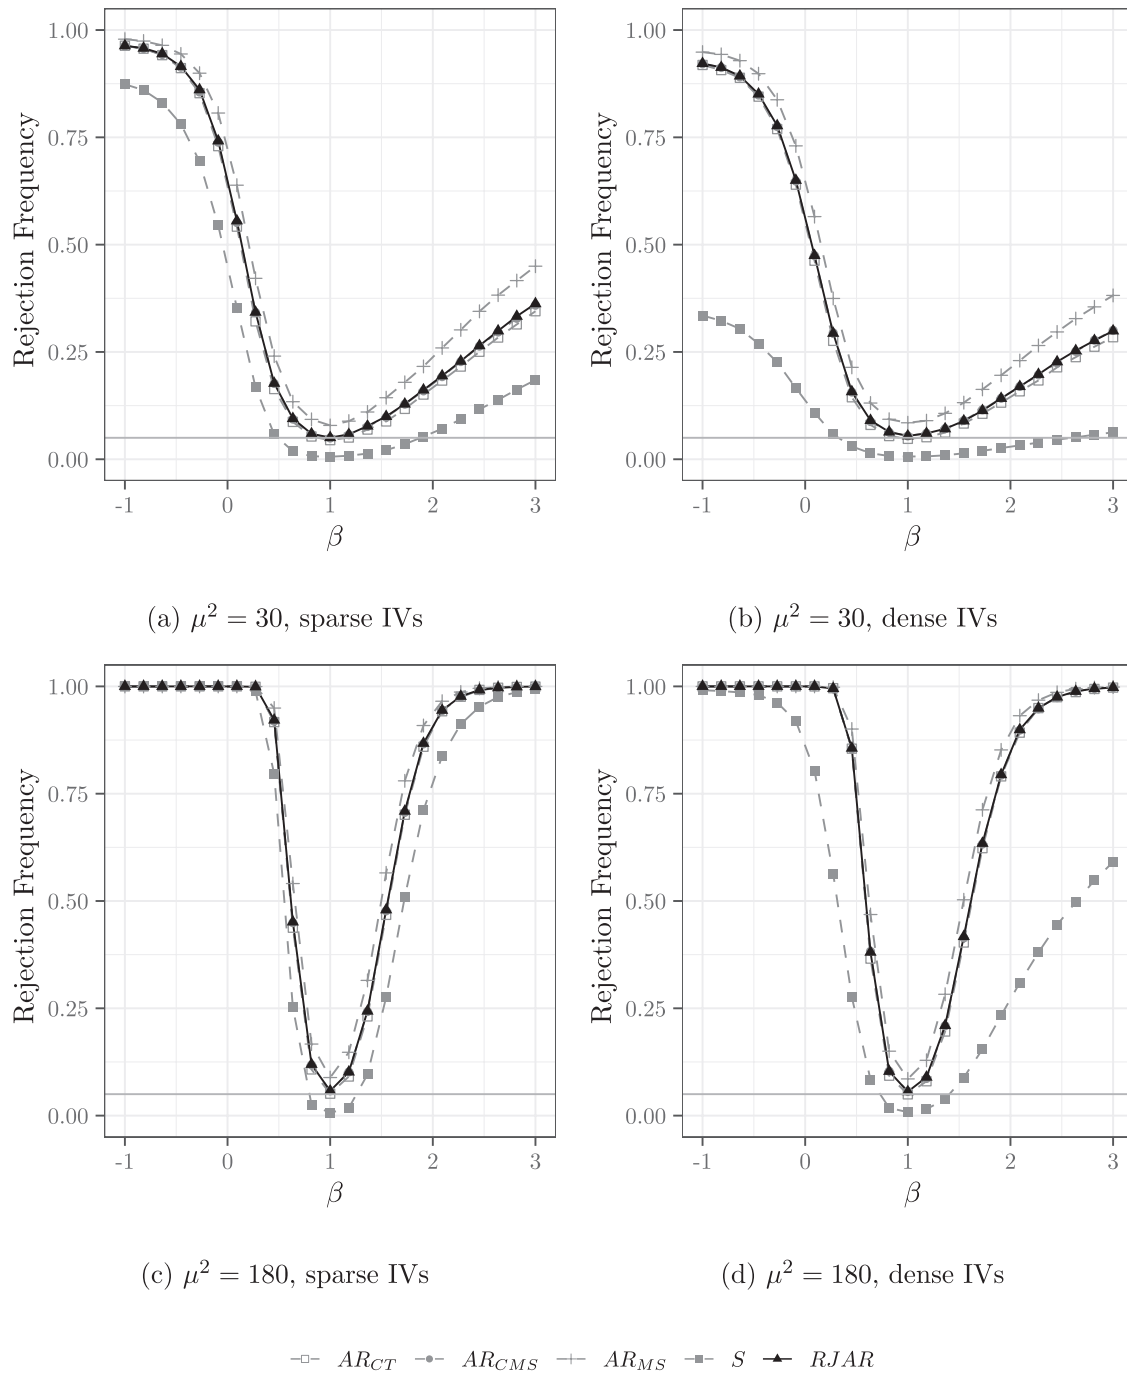 1.00
0.75
0.50
0.25
0.00
Rejection Frequency
-1 0 1 2 3
β
(a) μ² = 30, sparse IVs
1.00
0.75
0.50
0.25
0.00
Rejection Frequency
-1 0 1 2 3
β
(b) μ² = 30, dense IVs
1.00
0.75
0.50
0.25
0.00
Rejection Frequency
-1 0 1 2 3
β
(c) μ² = 180, sparse IVs
1.00
0.75
0.50
0.25
0.00
Rejection Frequency
-1 0 1 2 3
β
(d) μ² = 180, dense IVs
AR_CT AR_CMS AR_MS S RJAR